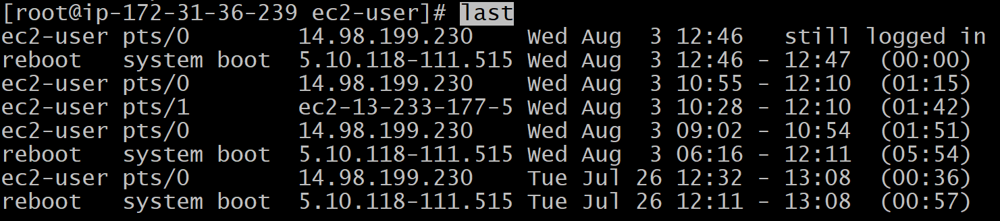 [root@ip-172-31-36-239 ec2-user]# last
ec2-user pts/0        14.98.199.230    Wed Aug  3 12:46   still logged in
reboot   system boot  5.10.118-111.515 Wed Aug  3 12:46 - 12:47  (00:00)
ec2-user pts/0        14.98.199.230    Wed Aug  3 10:55 - 12:10  (01:15)
ec2-user pts/1        ec2-13-233-177-5 Wed Aug  3 10:28 - 12:10  (01:42)
ec2-user pts/0        14.98.199.230    Wed Aug  3 09:02 - 10:54  (01:51)
reboot   system boot  5.10.118-111.515 Wed Aug  3 06:16 - 12:11  (05:54)
ec2-user pts/0        14.98.199.230    Tue Jul 26 12:32 - 13:08  (00:36)
reboot   system boot  5.10.118-111.515 Tue Jul 26 12:11 - 13:08  (00:57)